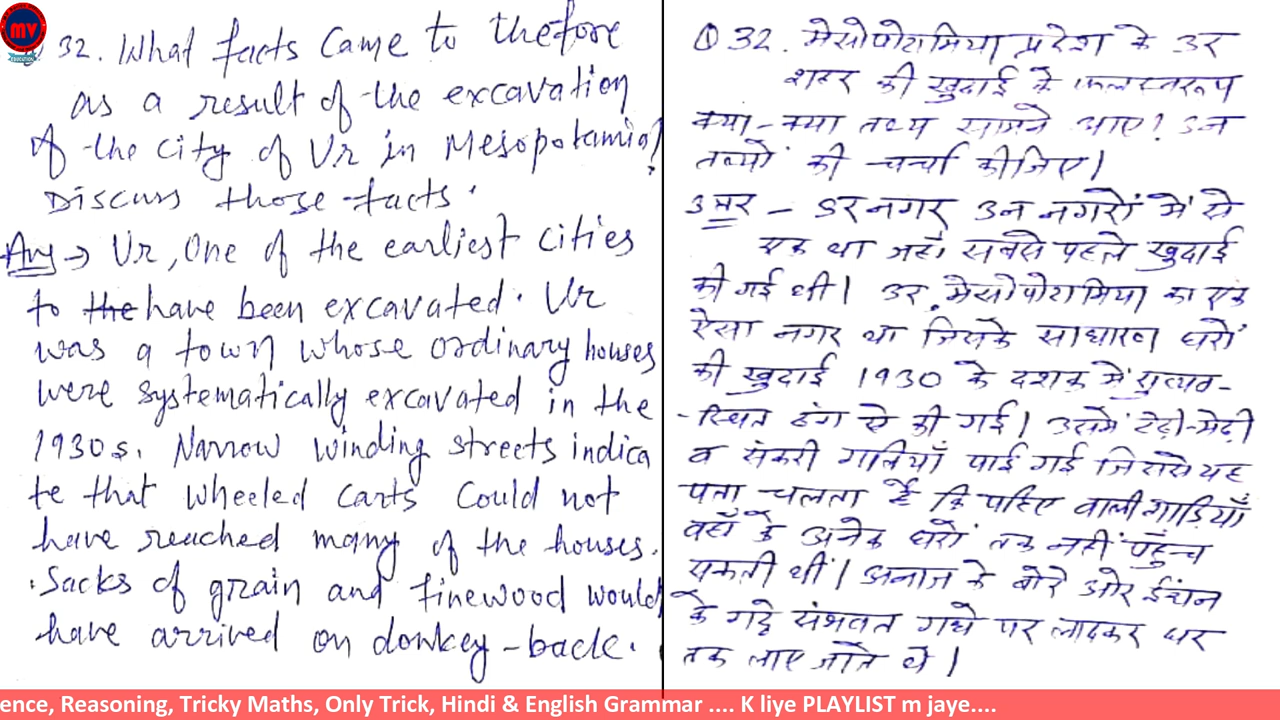 mv
EDUCATION
32. What facts came to thefore
as a result of the excavation
of the city of Ur in Mesopotamia?
Discuss those facts.
Ans → Ur, One of the earliest cities
to the have been excavated. Ur
was a town whose ordinary houses
were systematically excavated in the
1930s. Narrow winding streets indica
te that wheeled carts Could not
have reached many of the houses.
Sacks of grain and finewood would
have arrived on donkey-back.
Q 32. मेसोपोटामिया प्रदेश के उर
शहर की खुदाई के फलस्वरूप
क्या-क्या तथ्य सामने आए? उन
तथ्यों की चर्चा कीजिए।
उत्तर – उर नगर उन नगरों में से
एक था जहाँ सबसे पहले खुदाई
की गई थी। उर मेसोपोटामिया का एक
ऐसा नगर था जिसके साधारण घरों
की खुदाई 1930 के दशक में सुव्यव-
-स्थित ढंग से की गई। उसमें टेढ़ी-मेढ़ी
व संकरी गलियाँ पाई गई जिससे यह
पता चलता है कि पहिए वाली गाड़ियाँ
वहाँ के अनेक घरों तक नहीं पहुँच
सकती थीं। अनाज के बोरे और ईंधन
के गट्ठे संभवत गधे पर लादकर घर
तक लाए जाते थे।
ence, Reasoning, Tricky Maths, Only Trick, Hindi & English Grammar .... K liye PLAYLIST m jaye....